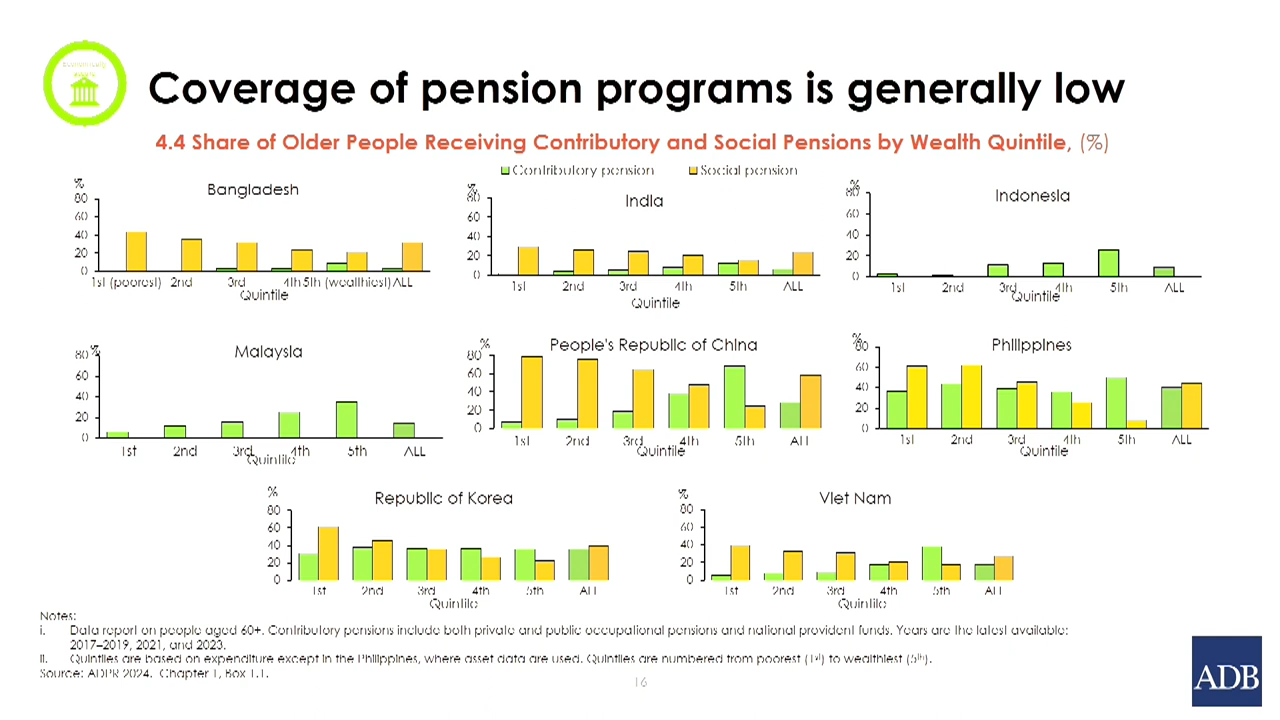 Coverage of pension programs is generally low
4.4 Share of Older People Receiving Contributory and Social Pensions by Wealth Quintile, (%)
Contributory pension Social pension
%
Bangladesh
80
60
40
20
0
1st (poorest) 2nd 3rd 4th 5th (wealthiest) ALL
Quintile
%
India
80
60
40
20
0
1st 2nd 3rd 4th 5th ALL
Quintile
%
Indonesia
80
60
40
20
0
1st 2nd 3rd 4th 5th ALL
Quintile
%
Malaysia
80
60
40
20
0
1st 2nd 3rd 4th 5th ALL
Quintile
%
People's Republic of China
80
60
40
20
0
1st 2nd 3rd 4th 5th ALL
Quintile
%
Philippines
80
60
40
20
0
1st 2nd 3rd 4th 5th ALL
Quintile
%
Republic of Korea
80
60
40
20
0
1st 2nd 3rd 4th 5th ALL
Quintile
%
Viet Nam
80
60
40
20
0
1st 2nd 3rd 4th 5th ALL
Quintile
Notes:
i. Data report on people aged 60+. Contributory pensions include both private and public occupational pensions and national provident funds. Years are the latest available:
2017–2019, 2021, and 2023.
ii. Quintiles are based on expenditure except in the Philippines, where asset data are used. Quintiles are numbered from poorest (1st) to wealthiest (5th).
Source: ADPR 2024. Chapter 1, Box 1.1.
16
ADB